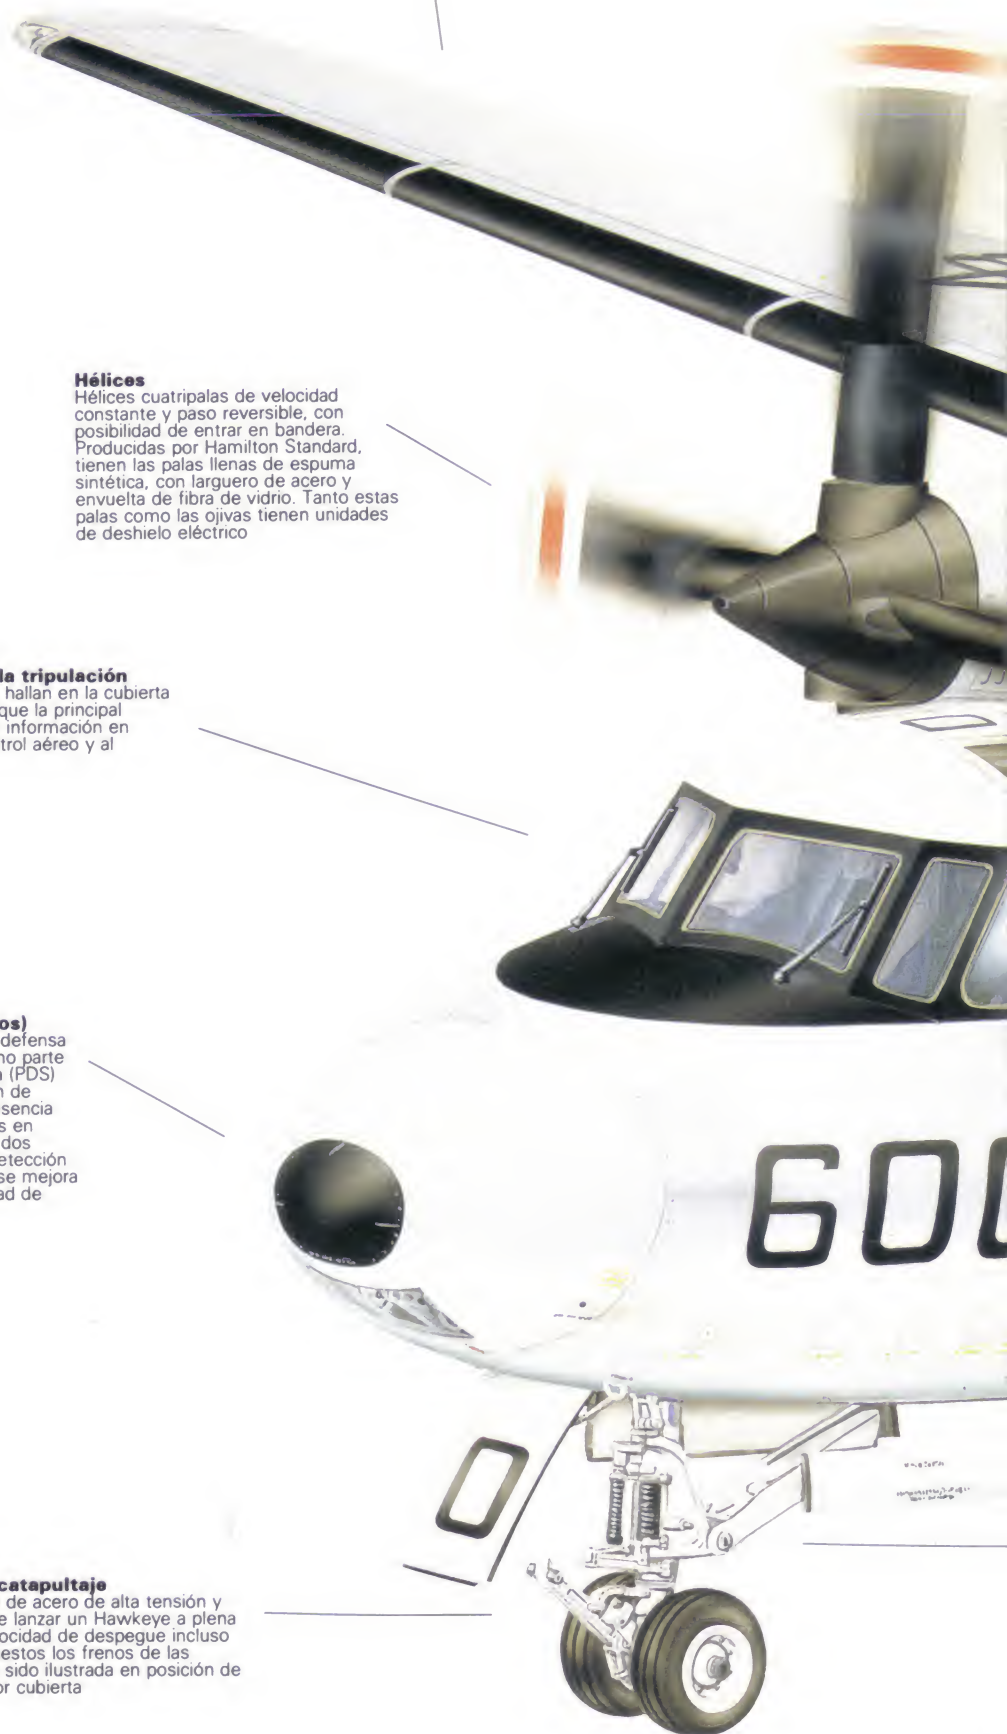 Hélices
Hélices cuatripalas de velocidad
constante y paso reversible, con
posibilidad de entrar en bandera.
Producidas por Hamilton Standard,
tienen las palas llenas de espuma
sintética, con larguero de acero y
envuelta de fibra de vidrio. Tanto estas
palas como las ojivas tienen unidades
de deshielo eléctrico
la tripulación
hallan en la cubierta
que la principal
información en
trol aéreo y al
os)
defensa
no parte
(PDS)
n de
sencia
s en
dos
etección
se mejora
ad de
600
0
catapultaje
de acero de alta tensión y
e lanzar un Hawkeye a plena
ocidad de despegue incluso
estos los frenos de las
sido ilustrada en posición de
or cubierta